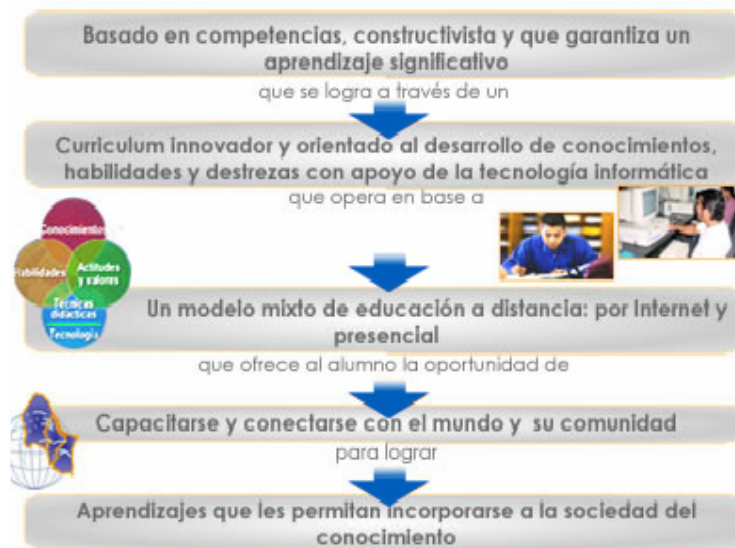 Basado en competencias, constructivista y que garantiza un
aprendizaje significativo
que se logra a través de un
Curriculum innovador y orientado al desarrollo de conocimientos,
habilidades y destrezas con apoyo de la tecnología informática
que opera en base a
Conocimientos
Habilidades
Actitudes
y valores
Técnicas
didácticas
Tecnología
Un modelo mixto de educación a distancia: por Internet y
presencial
que ofrece al alumno la oportunidad de
Capacitarse y conectarse con el mundo y su comunidad
para lograr
Aprendizajes que les permitan incorporarse a la sociedad del
conocimiento